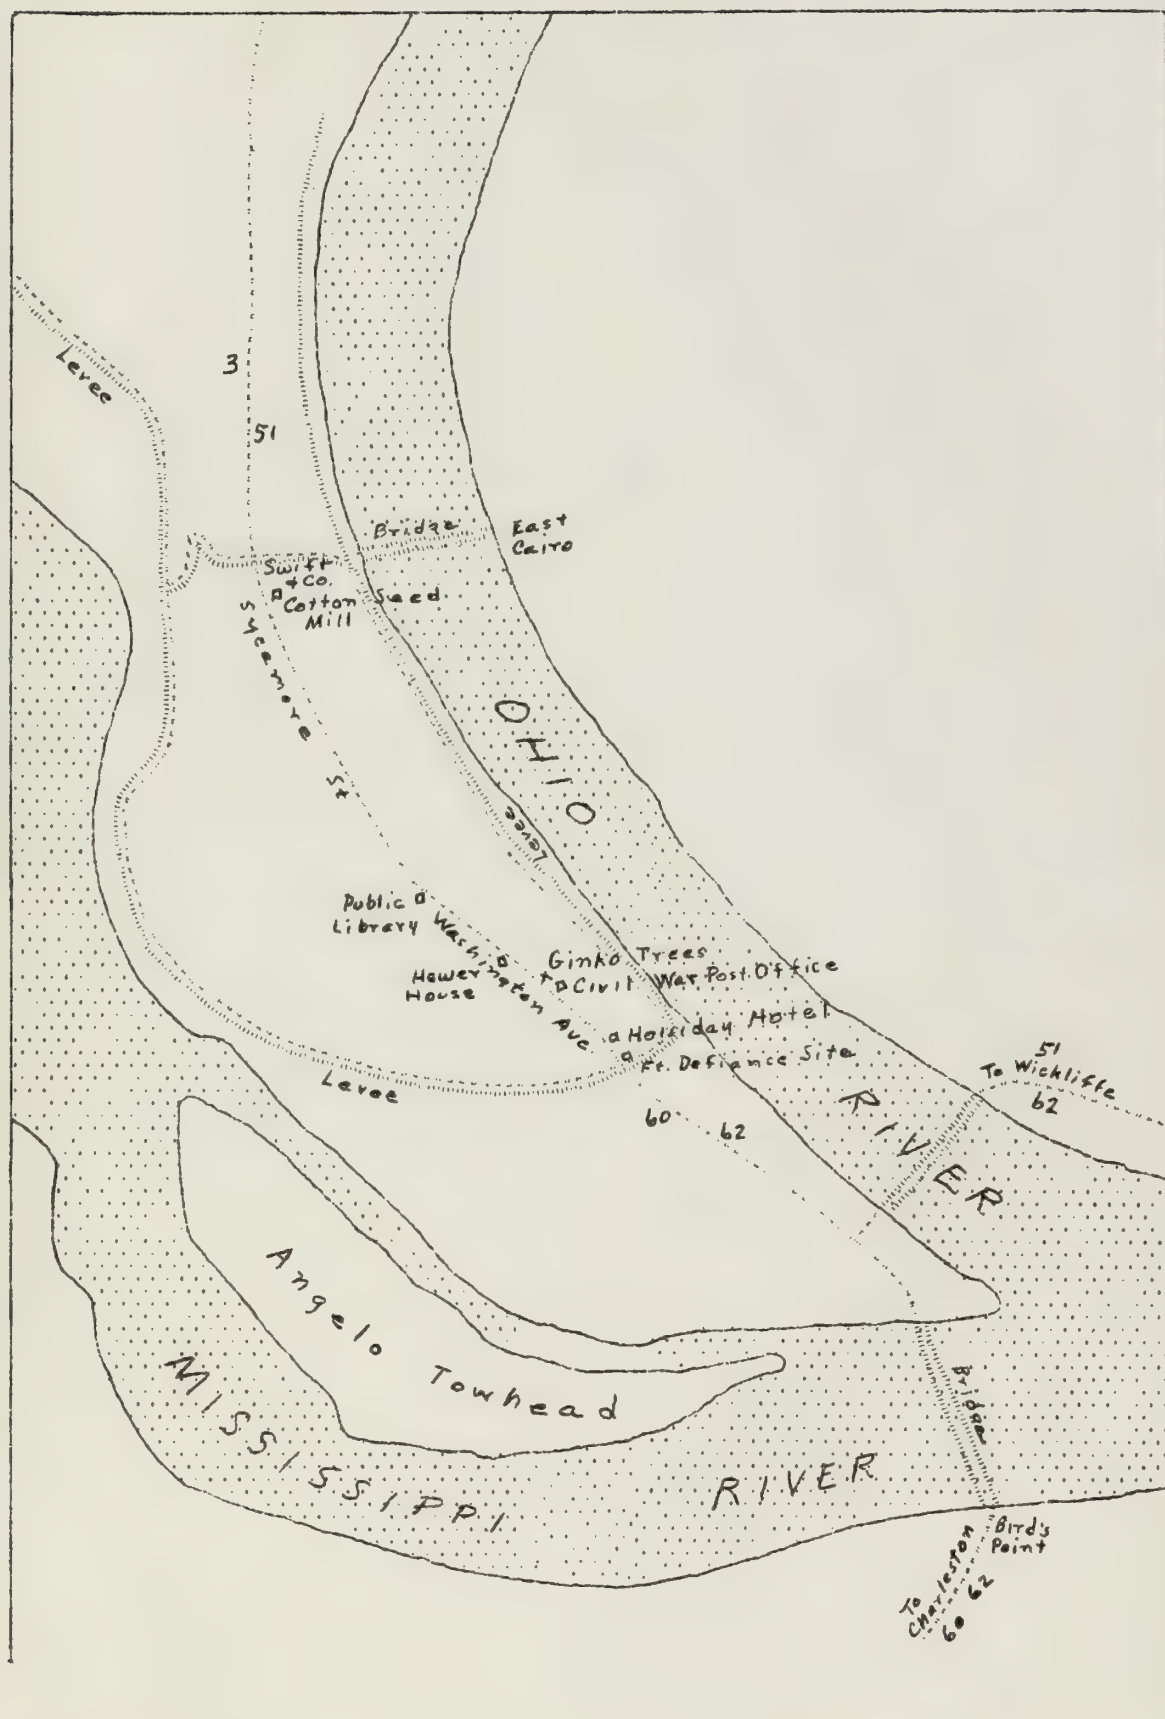 Levee
3
51
Bridge
East
Cairo
Swift
+ Co.
Cotton Seed
Mill
Sycamore St
OHIO
Levee
Public
Library
Washington Ave
Hawer
House
Ginko Trees
Civil War Post Office
Holliday Hotel
Ft. Defiance Site
Levee
60
62
RIVER
51
To Wickliffe
62
Angelo Towhead
MISSISSIPPI RIVER
Bridge
Bird's
Point
To
Charleston
60 62